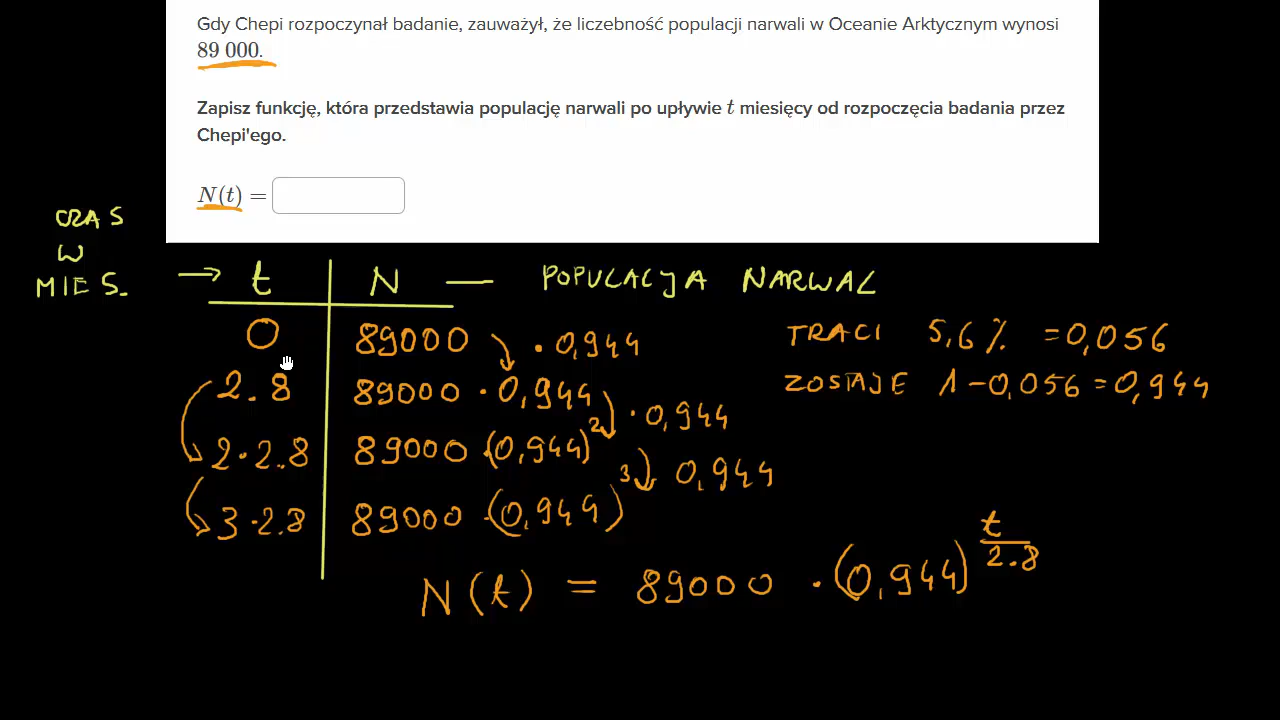 Gdy Chepi rozpoczynał badanie, zauważył, że liczebność populacji narwali w Oceanie Arktycznym wynosi
89 000.
Zapisz funkcję, która przedstawia populację narwali po upływie t miesięcy od rozpoczęcia badania przez
Chepi'ego.
N(t) =
CZAS
W
MIES.
→ t N — POPULACJA NARWAL
0 89000 · 0,944
TRACI 5,6% = 0,056
2.8 89000 · 0,944 · 0,944
ZOSTAJE 1 - 0,056 = 0,944
2 · 2.8 89000 · (0,944)² 0,944
3 · 2.8 89000 · (0,944)³
N(t) = 89000 · (0,944)^(t/2.8)